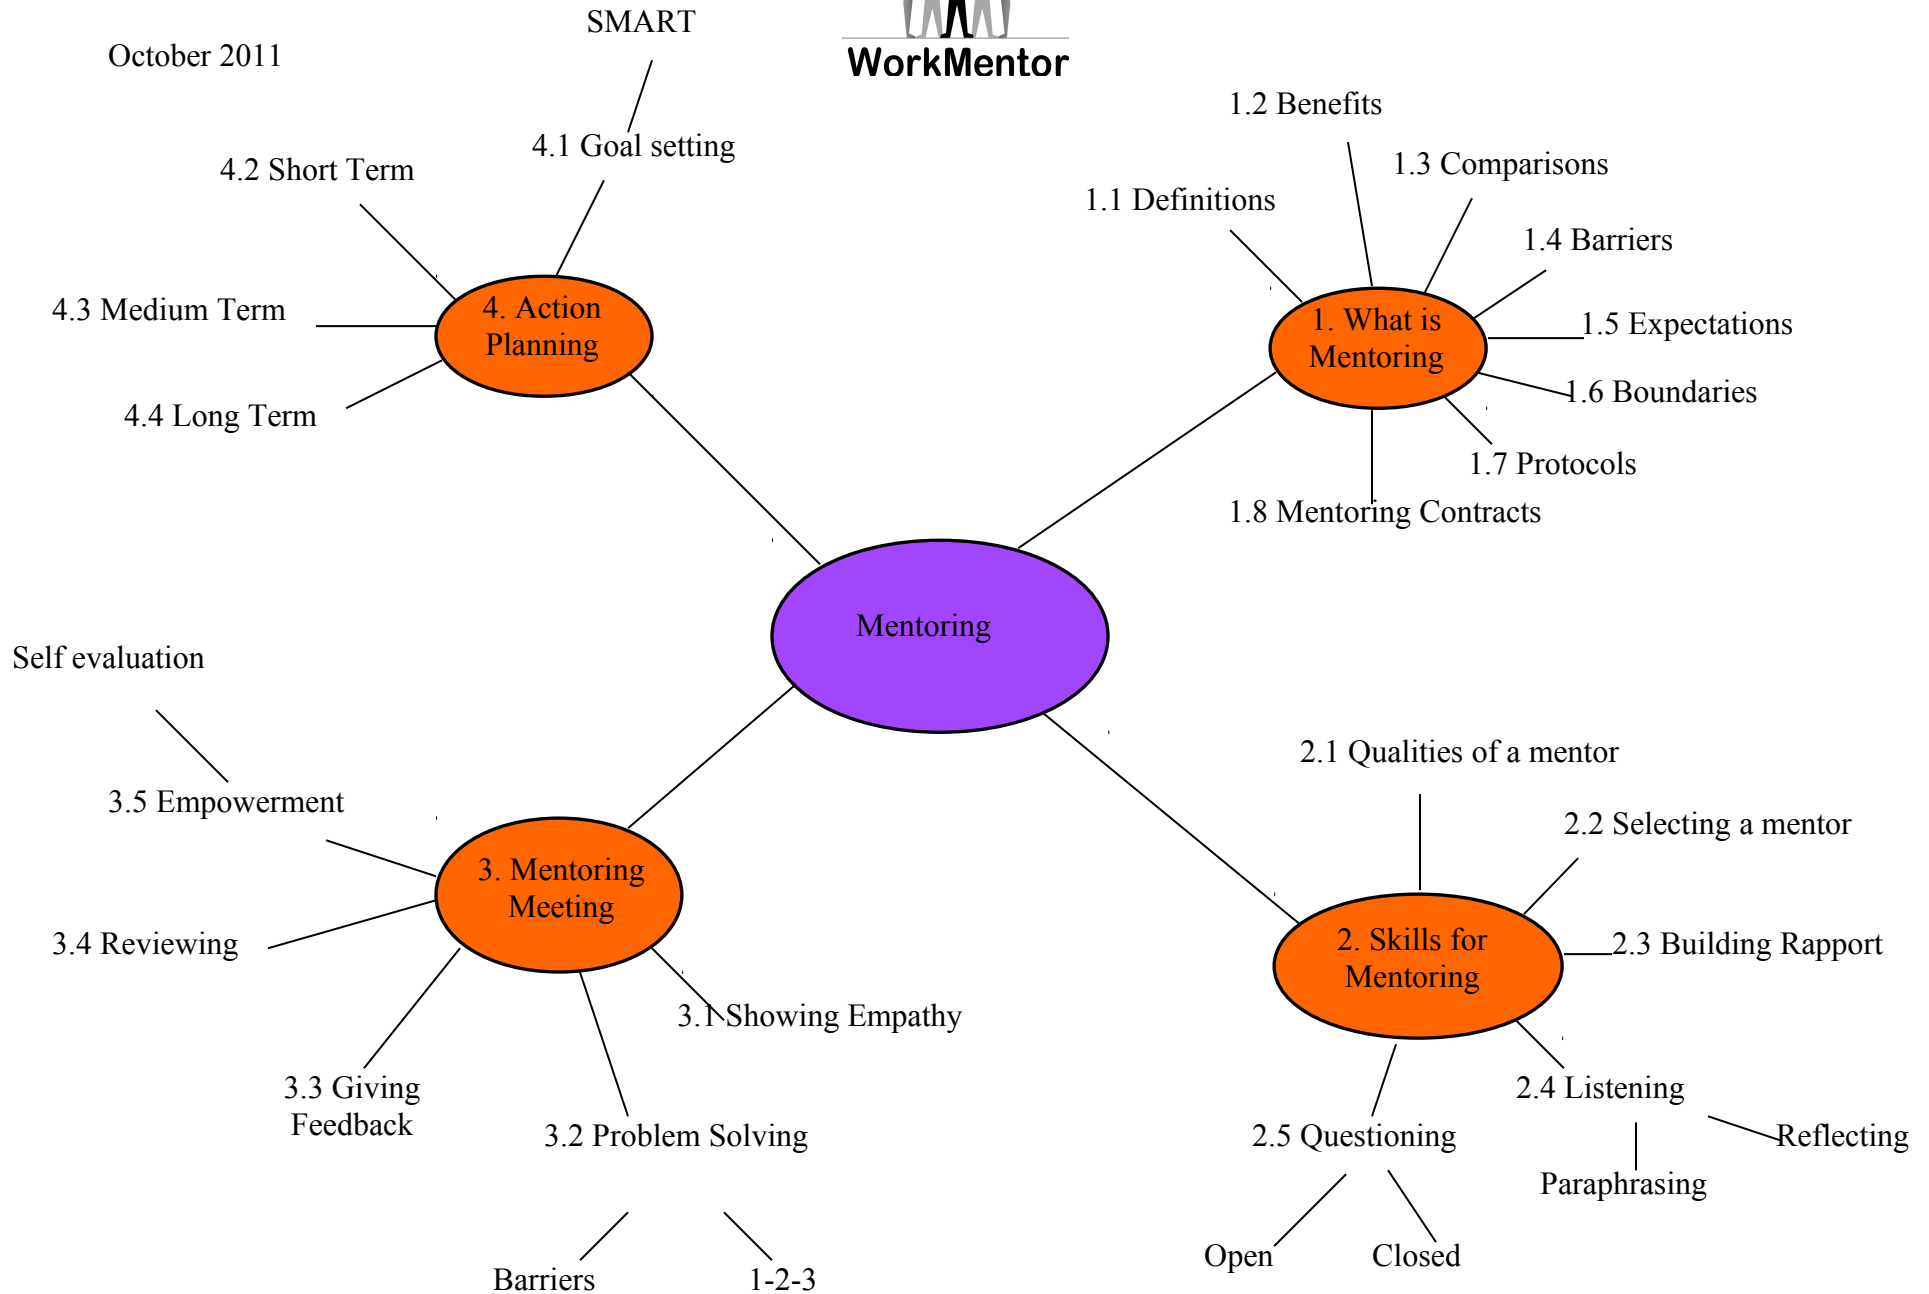 SMART
October 2011
WorkMentor
1.2 Benefits
4.1 Goal setting
4.2 Short Term
1.3 Comparisons
1.1 Definitions
1.4 Barriers
4.3 Medium Term
4. Action
Planning
1. What is
Mentoring
1.5 Expectations
1.6 Boundaries
4.4 Long Term
1.7 Protocols
1.8 Mentoring Contracts
Mentoring
Self evaluation
2.1 Qualities of a mentor
3.5 Empowerment
2.2 Selecting a mentor
3. Mentoring
Meeting
3.4 Reviewing
2. Skills for
Mentoring
2.3 Building Rapport
3.1 Showing Empathy
3.3 Giving
Feedback
2.4 Listening
3.2 Problem Solving
2.5 Questioning
Reflecting
Paraphrasing
Open
Closed
Barriers
1-2-3